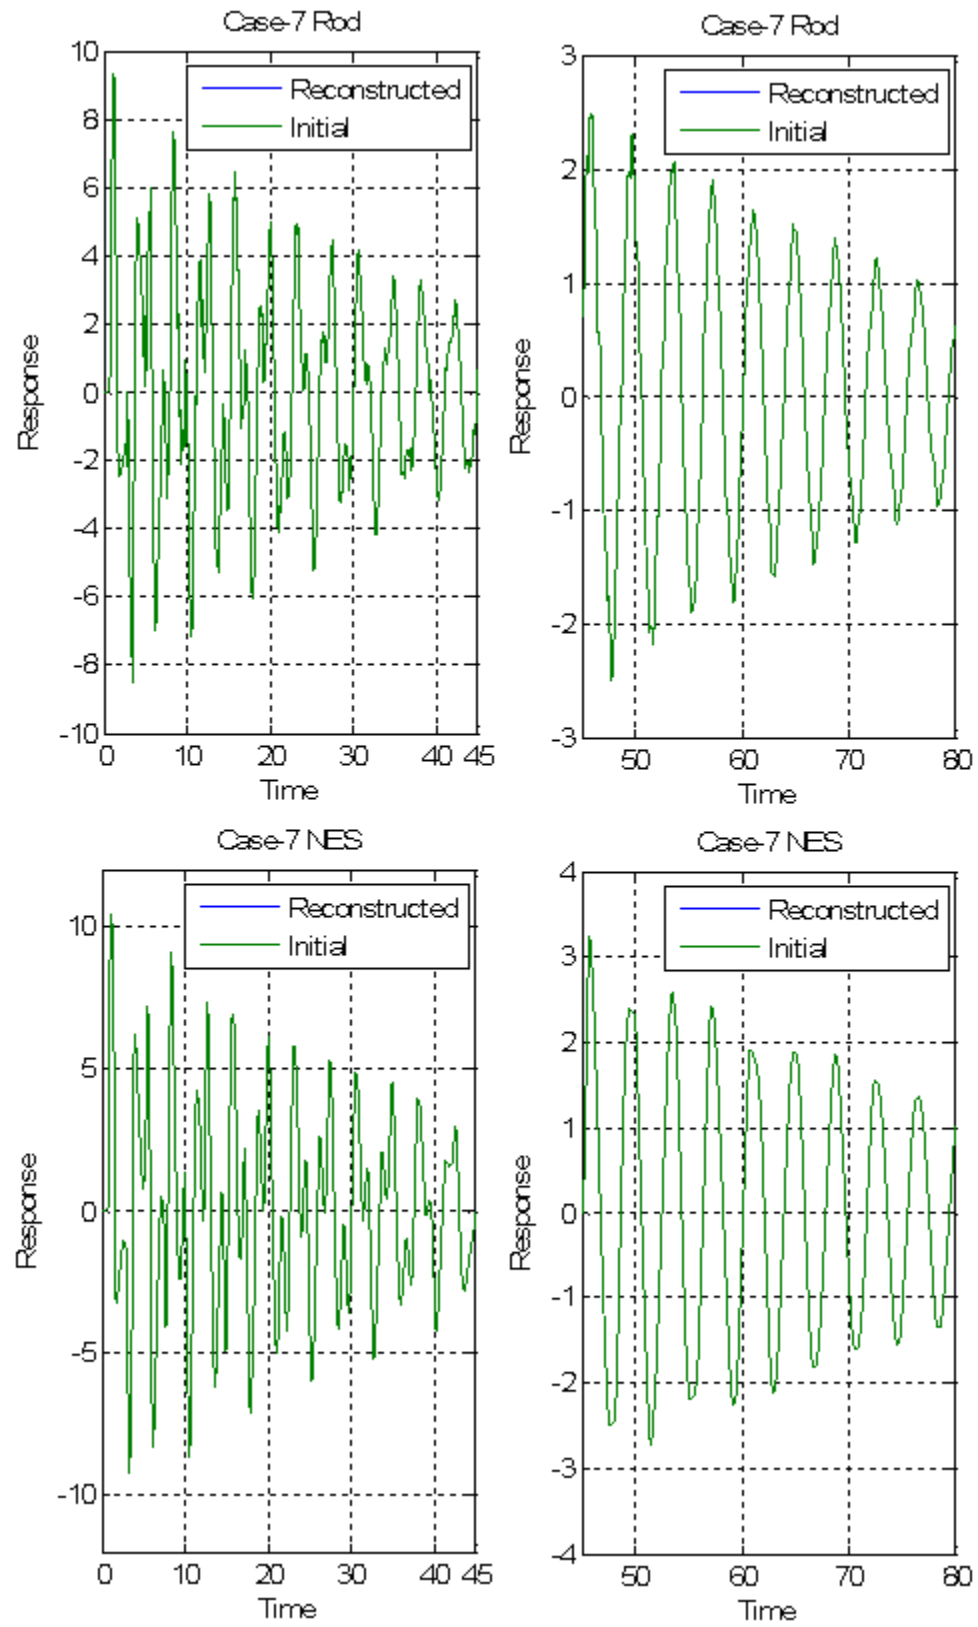 Case-7 Rod
10
8
6
4
2
0
-2
-4
-6
-8
-10
Response
Reconstructed
Initial
0 10 20 30 40 45
Time
Case-7 Rod
3
2
1
0
-1
-2
-3
Response
Reconstructed
Initial
50 60 70 80
Time
Case-7 NES
10
5
0
-5
-10
Response
Reconstructed
Initial
0 10 20 30 40 45
Time
Case-7 NES
4
3
2
1
0
-1
-2
-3
-4
Response
Reconstructed
Initial
50 60 70 80
Time